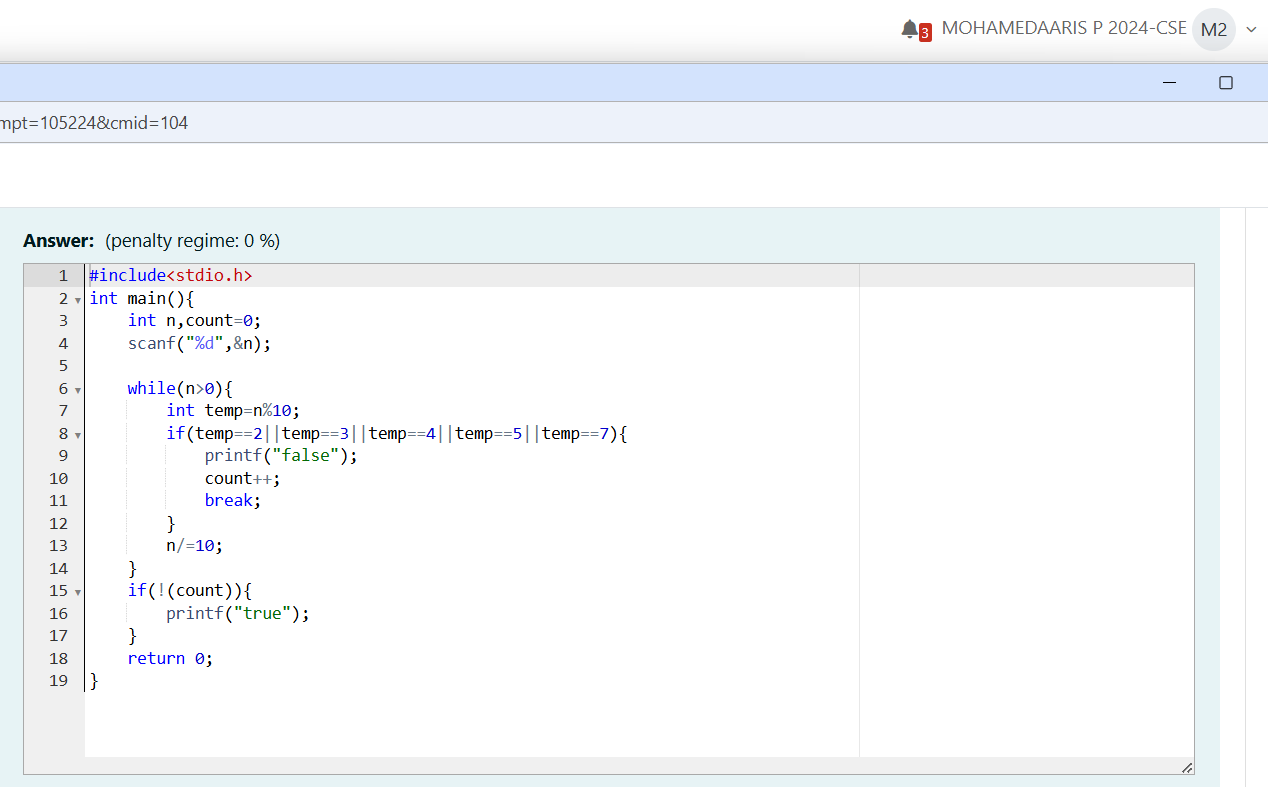 3 MOHAMEDAARIS P 2024-CSE M2
mpt=105224&cmid=104
Answer: (penalty regime: 0 %)
1 #include<stdio.h>
2 int main(){
3     int n,count=0;
4     scanf("%d",&n);
5
6     while(n>0){
7         int temp=n%10;
8         if(temp==2||temp==3||temp==4||temp==5||temp==7){
9             printf("false");
10             count++;
11             break;
12         }
13         n/=10;
14     }
15     if(!(count)){
16         printf("true");
17     }
18     return 0;
19 }